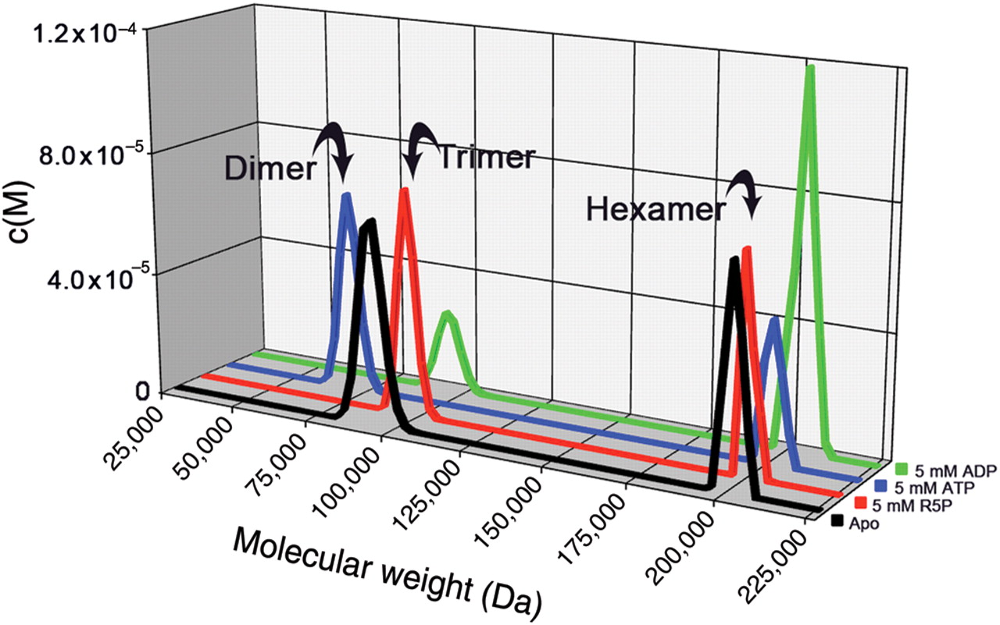 1.2x10–4
8.0x10–5
4.0x10–5
0
c(M)
Dimer
Trimer
Hexamer
25,000
50,000
75,000
100,000
125,000
150,000
175,000
200,000
225,000
Molecular weight (Da)
5 mM ADP
5 mM ATP
5 mM R5P
Apo